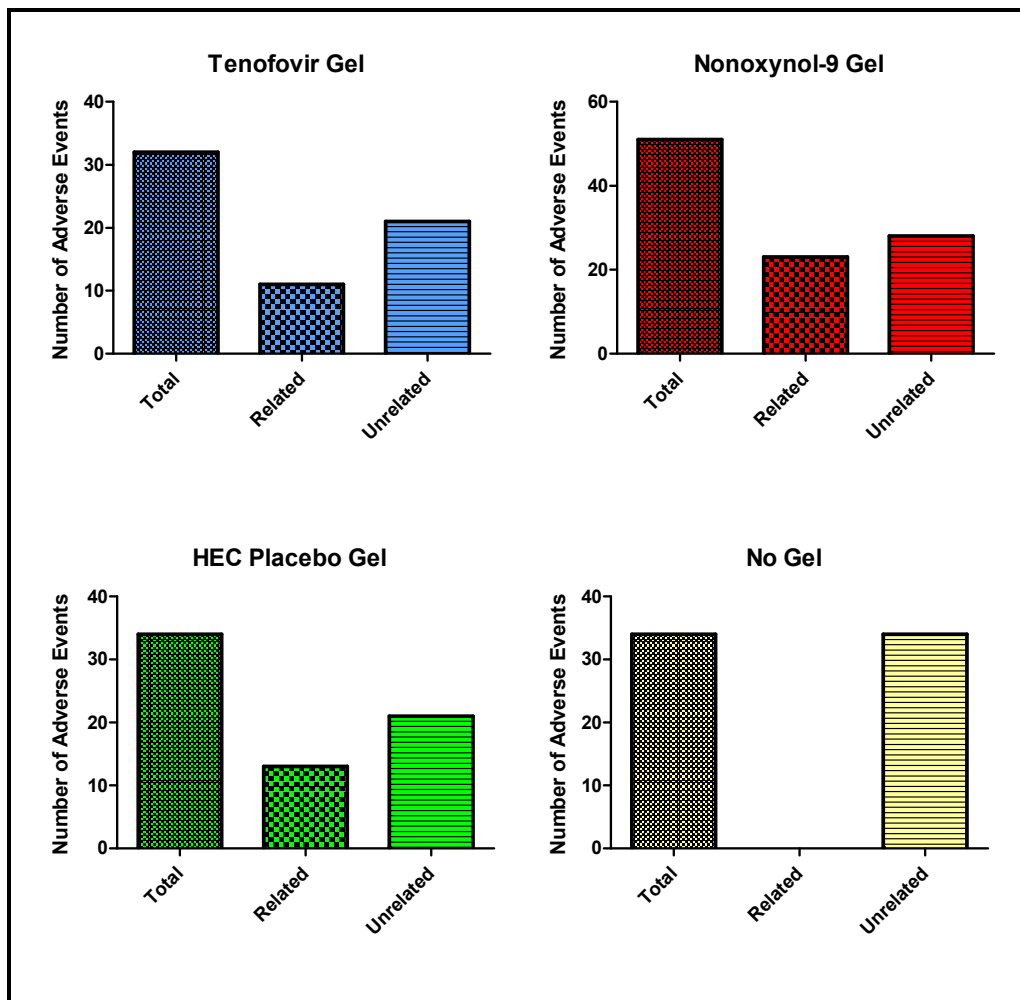 Tenofovir Gel
Number of Adverse Events
40
30
20
10
0
Total
Related
Unrelated
Nonoxynol-9 Gel
Number of Adverse Events
60
40
20
0
Total
Related
Unrelated
HEC Placebo Gel
Number of Adverse Events
40
30
20
10
0
Total
Related
Unrelated
No Gel
Number of Adverse Events
40
30
20
10
0
Total
Related
Unrelated